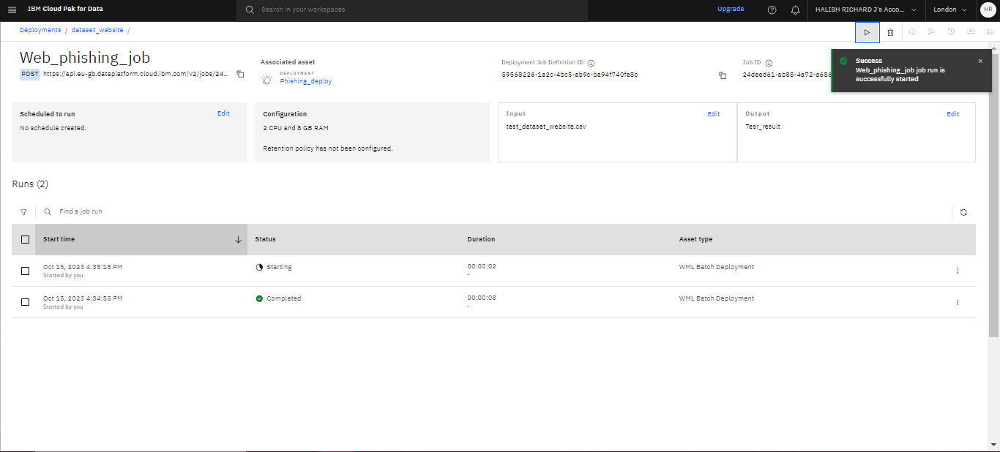 IBM Cloud Pak for Data
Search in your workspaces
Upgrade
HALISH RICHARD J's Acco...
London
HR
Deployments / dataset_website /
Web_phishing_job
POST https://api.eu-gb.dataplatform.cloud.ibm.com/v2/jobs/24...
Associated asset
DEPLOYMENT
Phishing_deploy
Deployment Job Definition ID
59568226-1a2c-4bc5-ab9c-ba94f740fa8c
Job ID
24deed61-ab88-4a72-a686
Success
Web_phishing_job job run is
successfully started
Scheduled to run
Edit
No schedule created.
Configuration
2 CPU and 8 GB RAM
Retention policy has not been configured.
Input
Edit
test_dataset_website.csv
Output
Edit
Tesr_result
Runs (2)
Find a job run
Start time
Status
Duration
Asset type
Oct 15, 2023 4:35:18 PM
Started by you
Starting
00:00:02
-
WML Batch Deployment
Oct 15, 2023 4:34:55 PM
Started by you
Completed
00:00:03
-
WML Batch Deployment